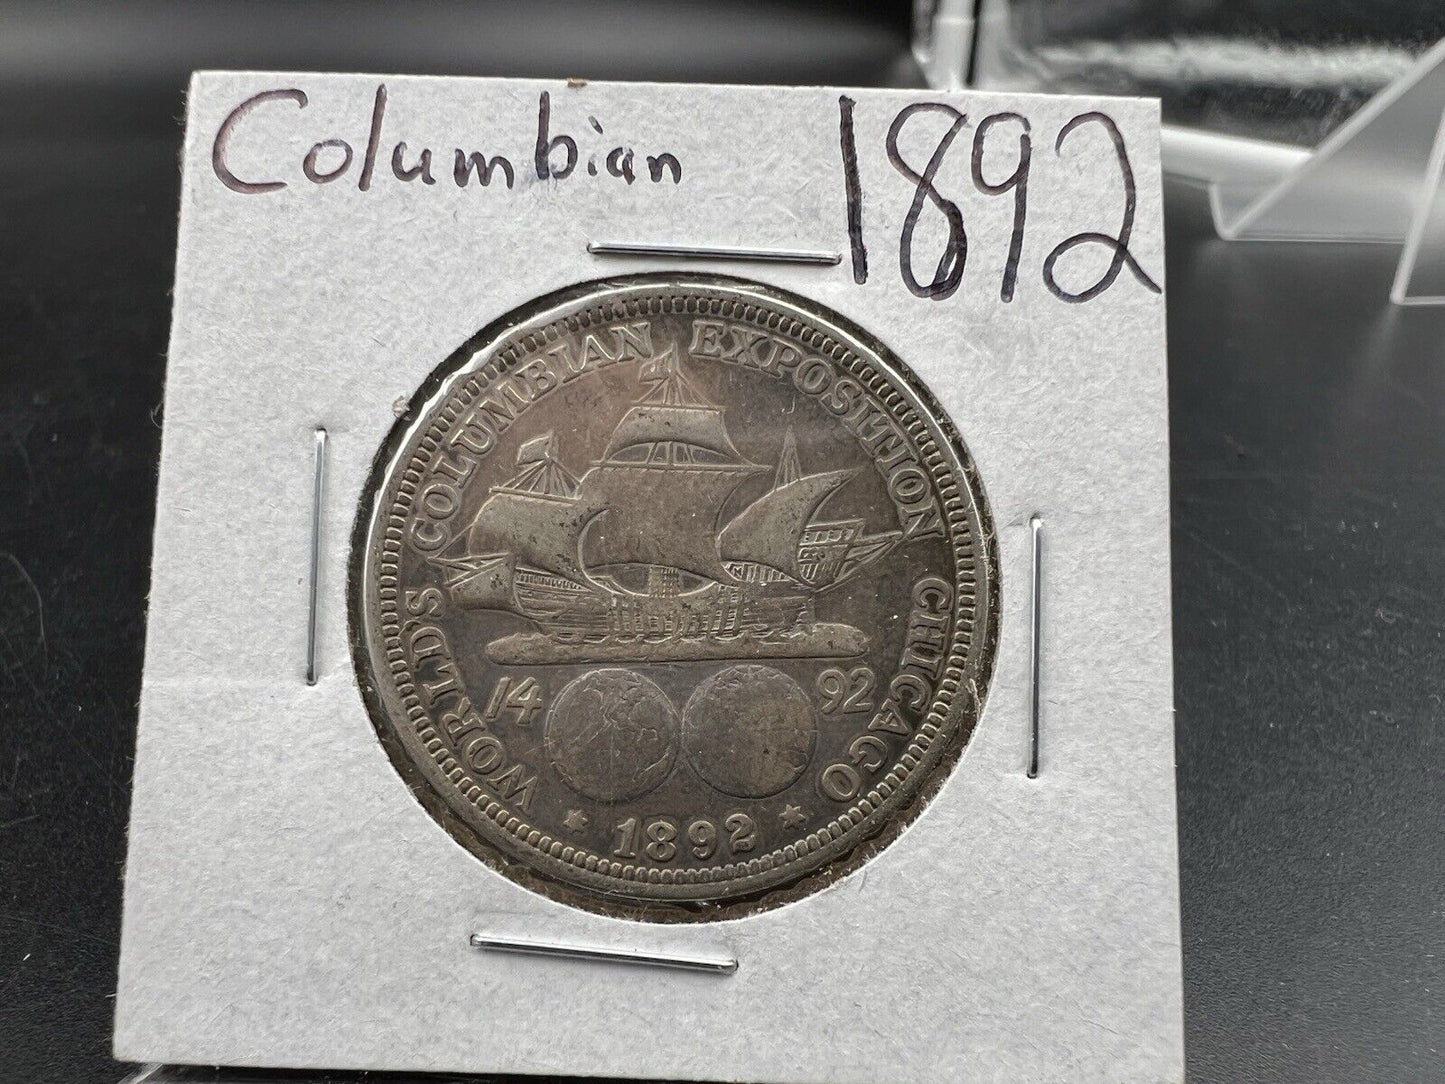 Columbian 1892
WORLD'S COLUMBIAN EXPOSITION CHICAGO
14 92
★ 1892 ★